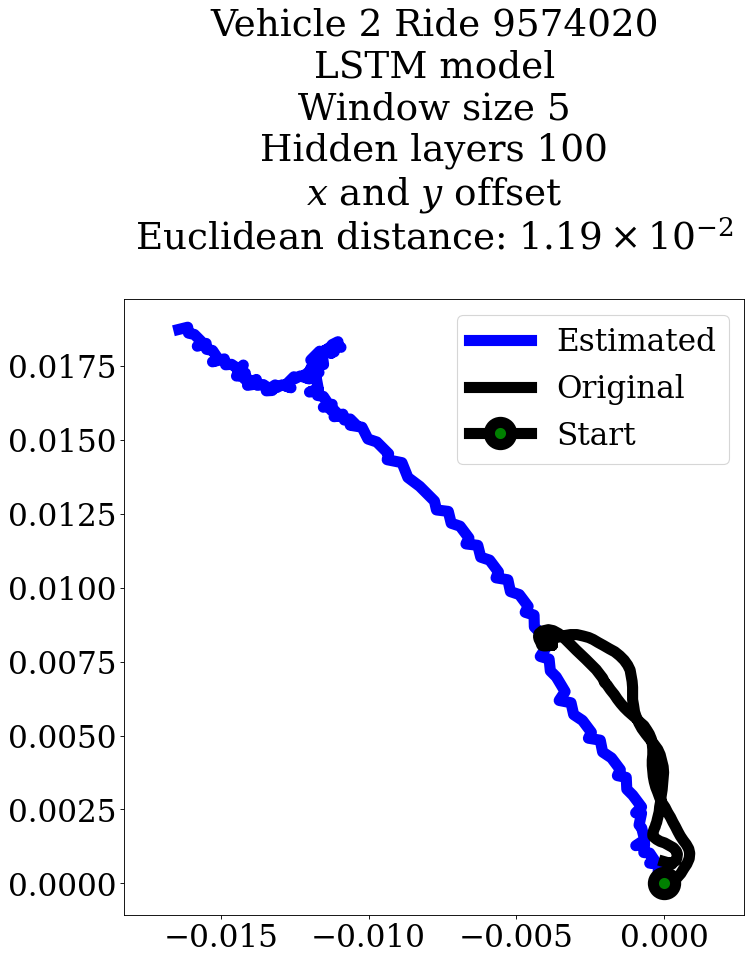 Vehicle 2 Ride 9574020
LSTM model
Window size 5
Hidden layers 100
x and y offset
Euclidean distance: 1.19 × 10⁻²
Estimated
Original
Start
0.0175
0.0150
0.0125
0.0100
0.0075
0.0050
0.0025
0.0000
−0.015 −0.010 −0.005 0.000